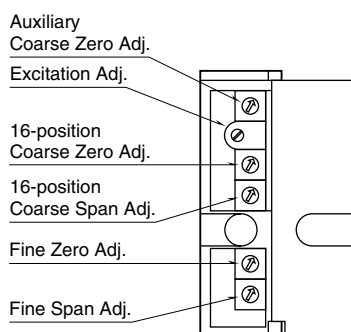 Auxiliary
Coarse Zero Adj.
Excitation Adj.
16-position
Coarse Zero Adj.
16-position
Coarse Span Adj.
Fine Zero Adj.
Fine Span Adj.